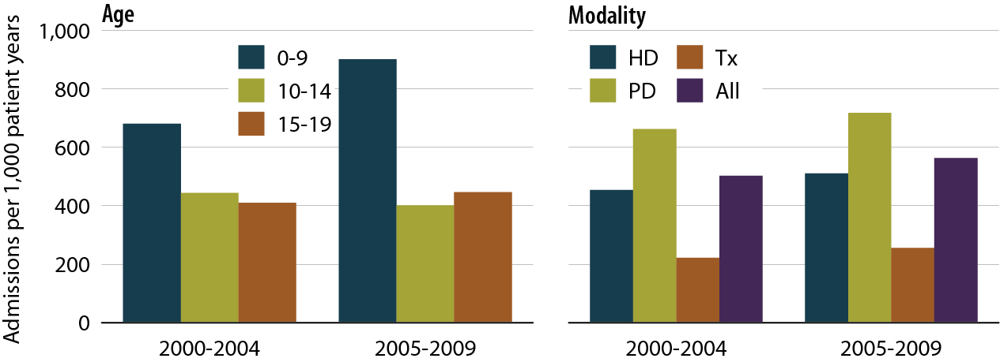 Admissions per 1,000 patient years
Age
1,000
800
600
400
200
0
0-9
10-14
15-19
2000-2004
2005-2009
Modality
HD
Tx
PD
All
2000-2004
2005-2009